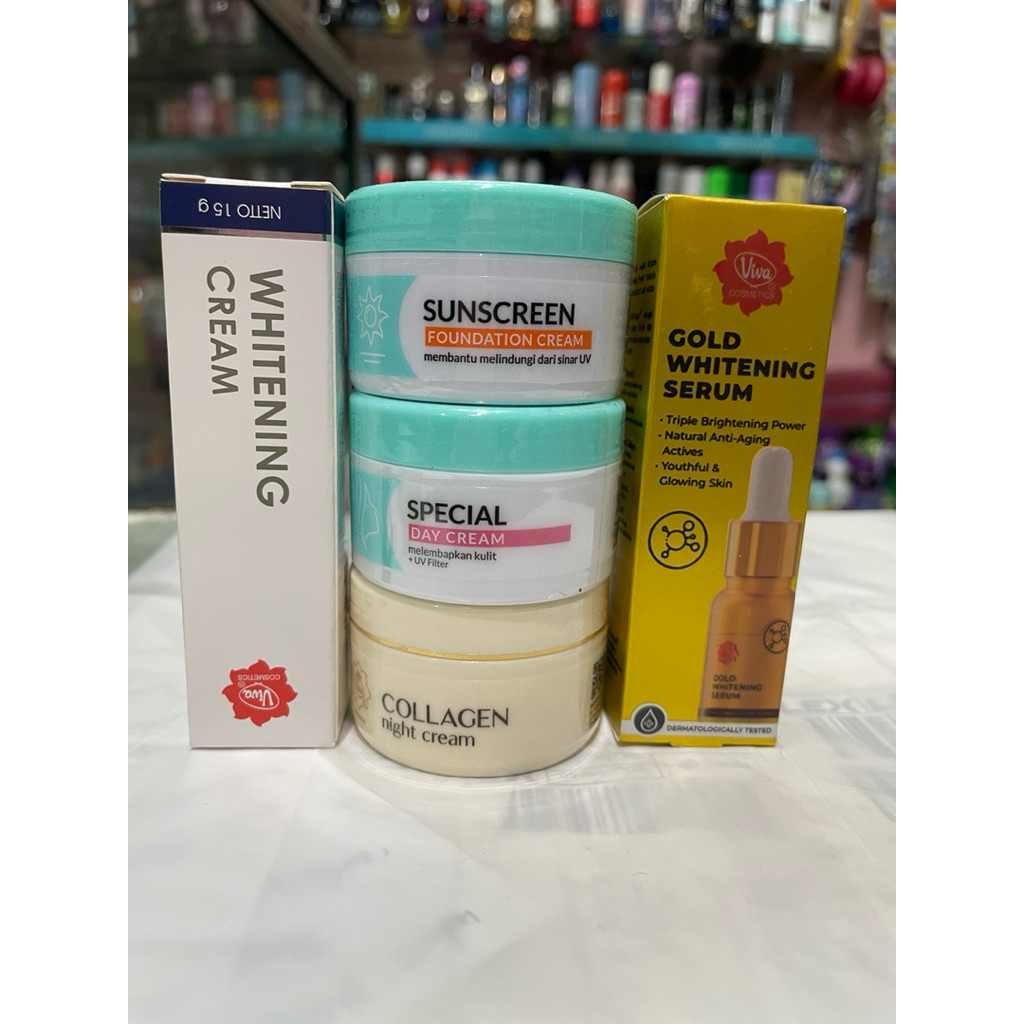 NETTO 15 g
WHITENING
CREAM
Viva
COSMETICS
SUNSCREEN
FOUNDATION CREAM
membantu melindungi dari sinar UV
SPECIAL
DAY CREAM
melembapkan kulit
+ UV Filter
COLLAGEN
night cream
Viva
COSMETICS
GOLD
WHITENING
SERUM
• Triple Brightening Power
• Natural Anti-Aging
Actives
• Youthful &
Glowing Skin
GOLD
WHITENING
SERUM
DERMATOLOGICALLY TESTED